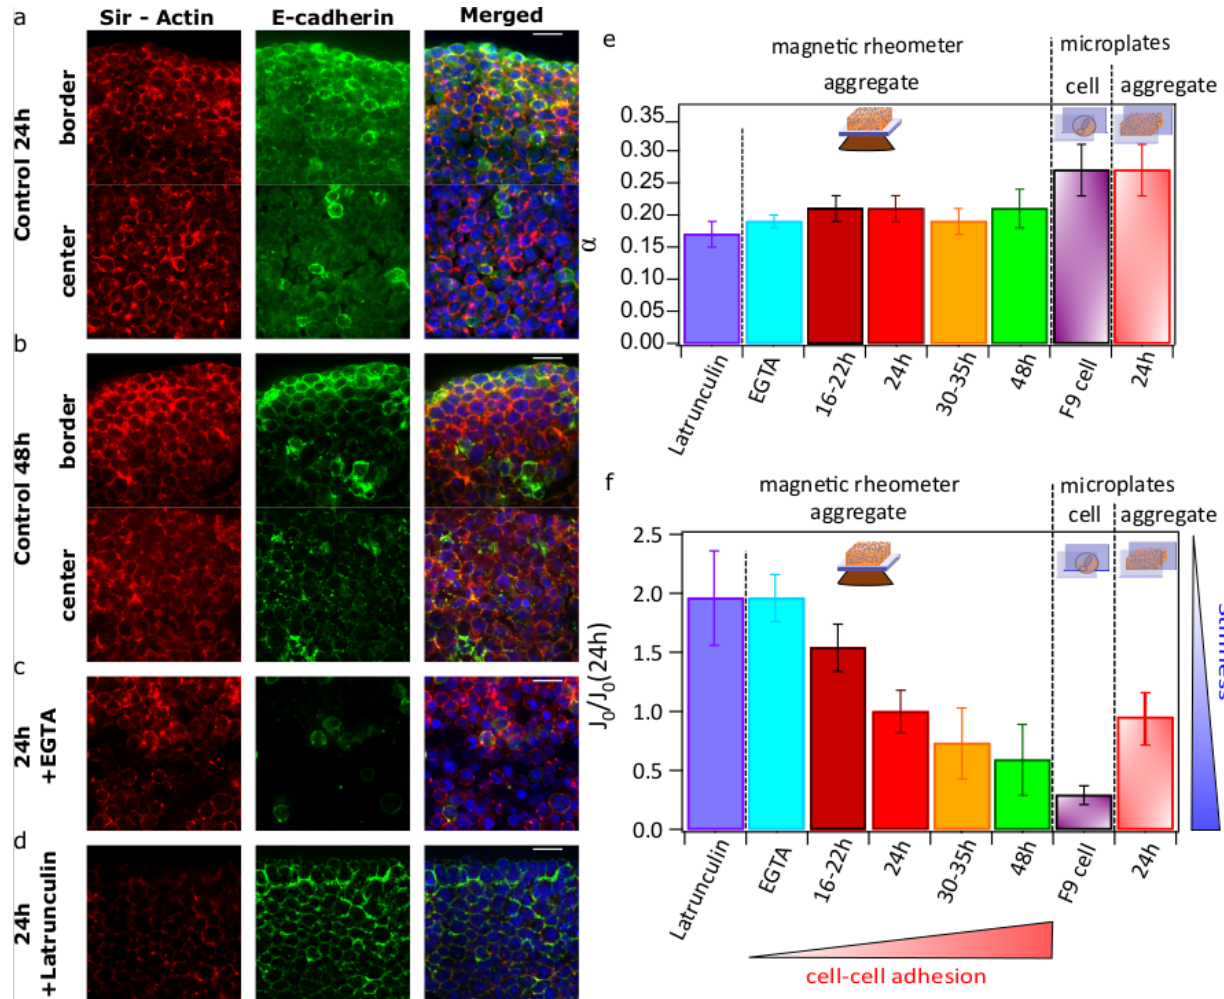 a
Sir - Actin
E-cadherin
Merged
Control 24h
border
center
b
Control 48h
border
center
c
24h
+EGTA
d
24h
+Latrunculin
e
magnetic rheometer
aggregate
microplates
cell
aggregate
α
0.35
0.30
0.25
0.20
0.15
0.10
0.05
0.00
Latrunculin
EGTA
16-22h
24h
30-35h
48h
F9 cell
24h
f
magnetic rheometer
aggregate
microplates
cell
aggregate
J₀/J₀(24h)
2.5
2.0
1.5
1.0
0.5
0.0
Latrunculin
EGTA
16-22h
24h
30-35h
48h
F9 cell
24h
cell-cell adhesion